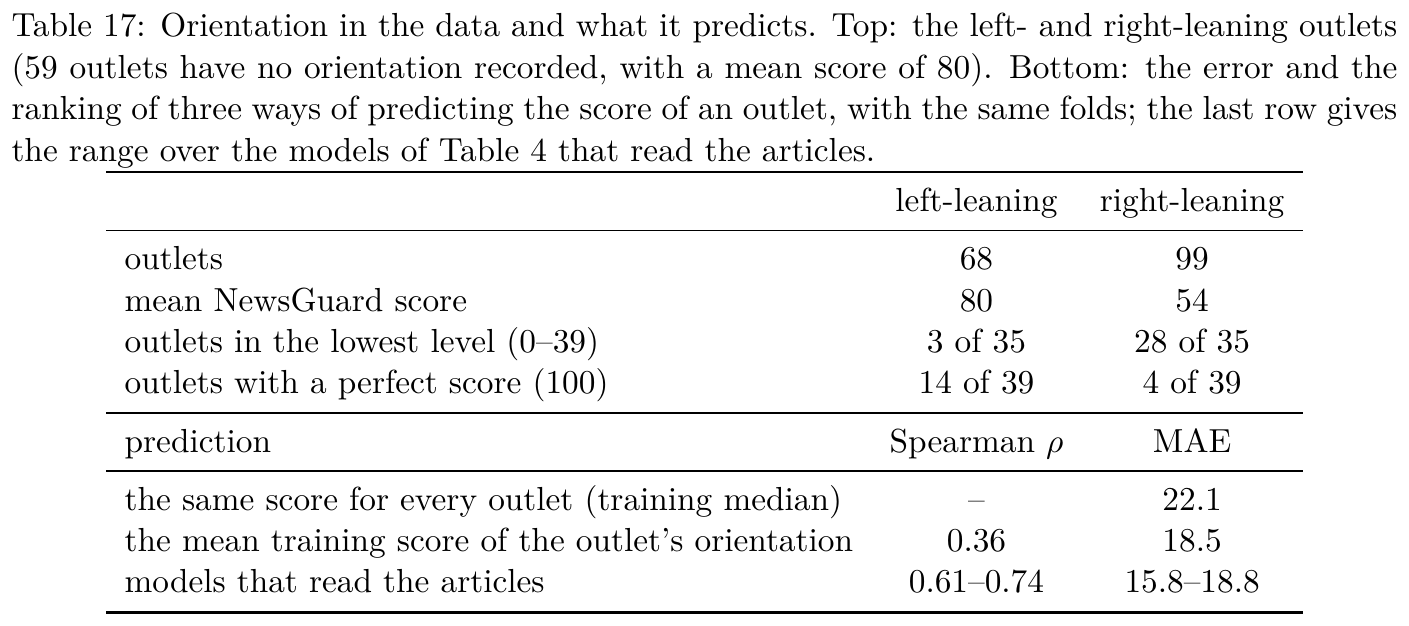 Table 17: Orientation in the data and what it predicts. Top: the left- and right-leaning outlets
(59 outlets have no orientation recorded, with a mean score of 80). Bottom: the error and the
ranking of three ways of predicting the score of an outlet, with the same folds; the last row gives
the range over the models of Table 4 that read the articles.
left-leaning right-leaning
outlets 68 99
mean NewsGuard score 80 54
outlets in the lowest level (0–39) 3 of 35 28 of 35
outlets with a perfect score (100) 14 of 39 4 of 39
prediction Spearman ρ MAE
the same score for every outlet (training median) – 22.1
the mean training score of the outlet's orientation 0.36 18.5
models that read the articles 0.61–0.74 15.8–18.8